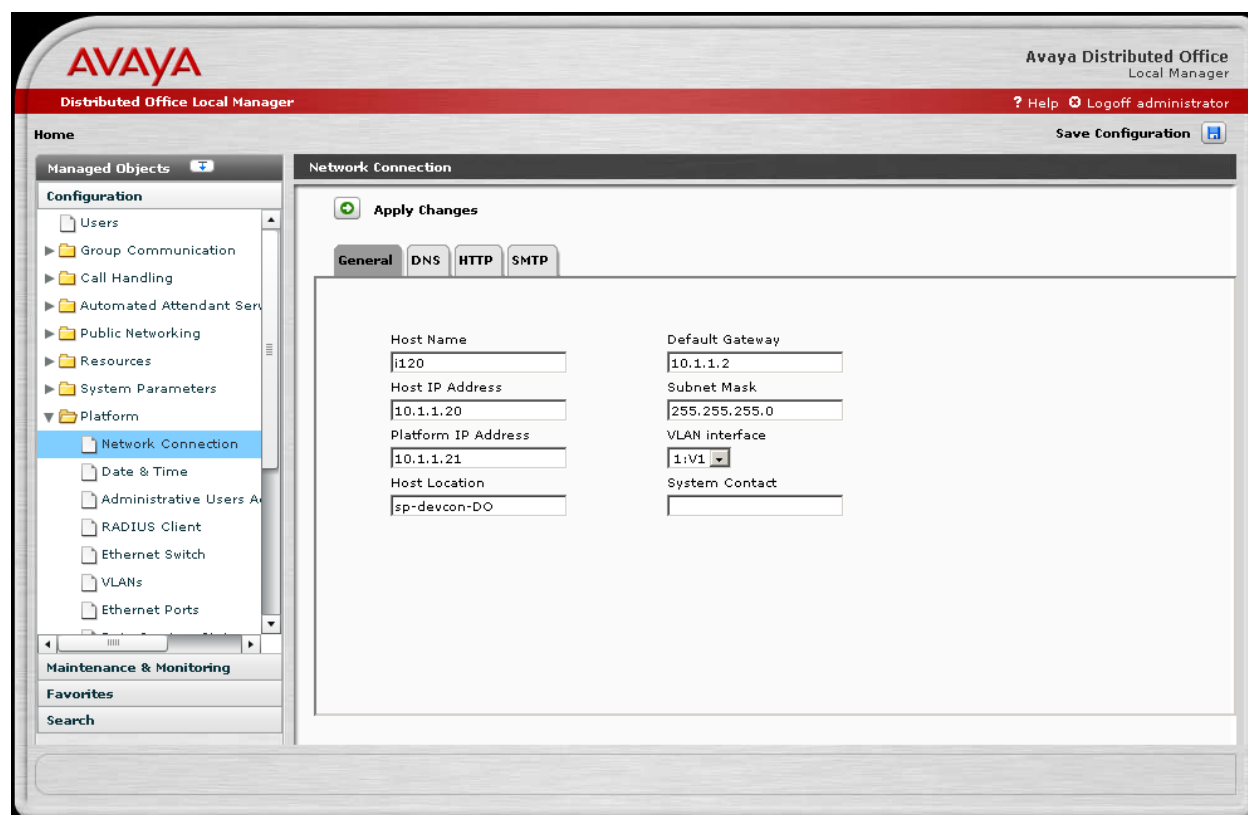 AVAYA
Avaya Distributed Office
Local Manager
Distributed Office Local Manager
? Help Logoff administrator
Home
Save Configuration
Managed Objects
Network Connection
Configuration
Users
Group Communication
Call Handling
Automated Attendant Serv
Public Networking
Resources
System Parameters
Platform
Network Connection
Date & Time
Administrative Users A
RADIUS Client
Ethernet Switch
VLANs
Ethernet Ports
Maintenance & Monitoring
Favorites
Search
Apply Changes
General DNS HTTP SMTP
Host Name
i120
Host IP Address
10.1.1.20
Platform IP Address
10.1.1.21
Host Location
sp-devcon-DO
Default Gateway
10.1.1.2
Subnet Mask
255.255.255.0
VLAN interface
1:V1
System Contact